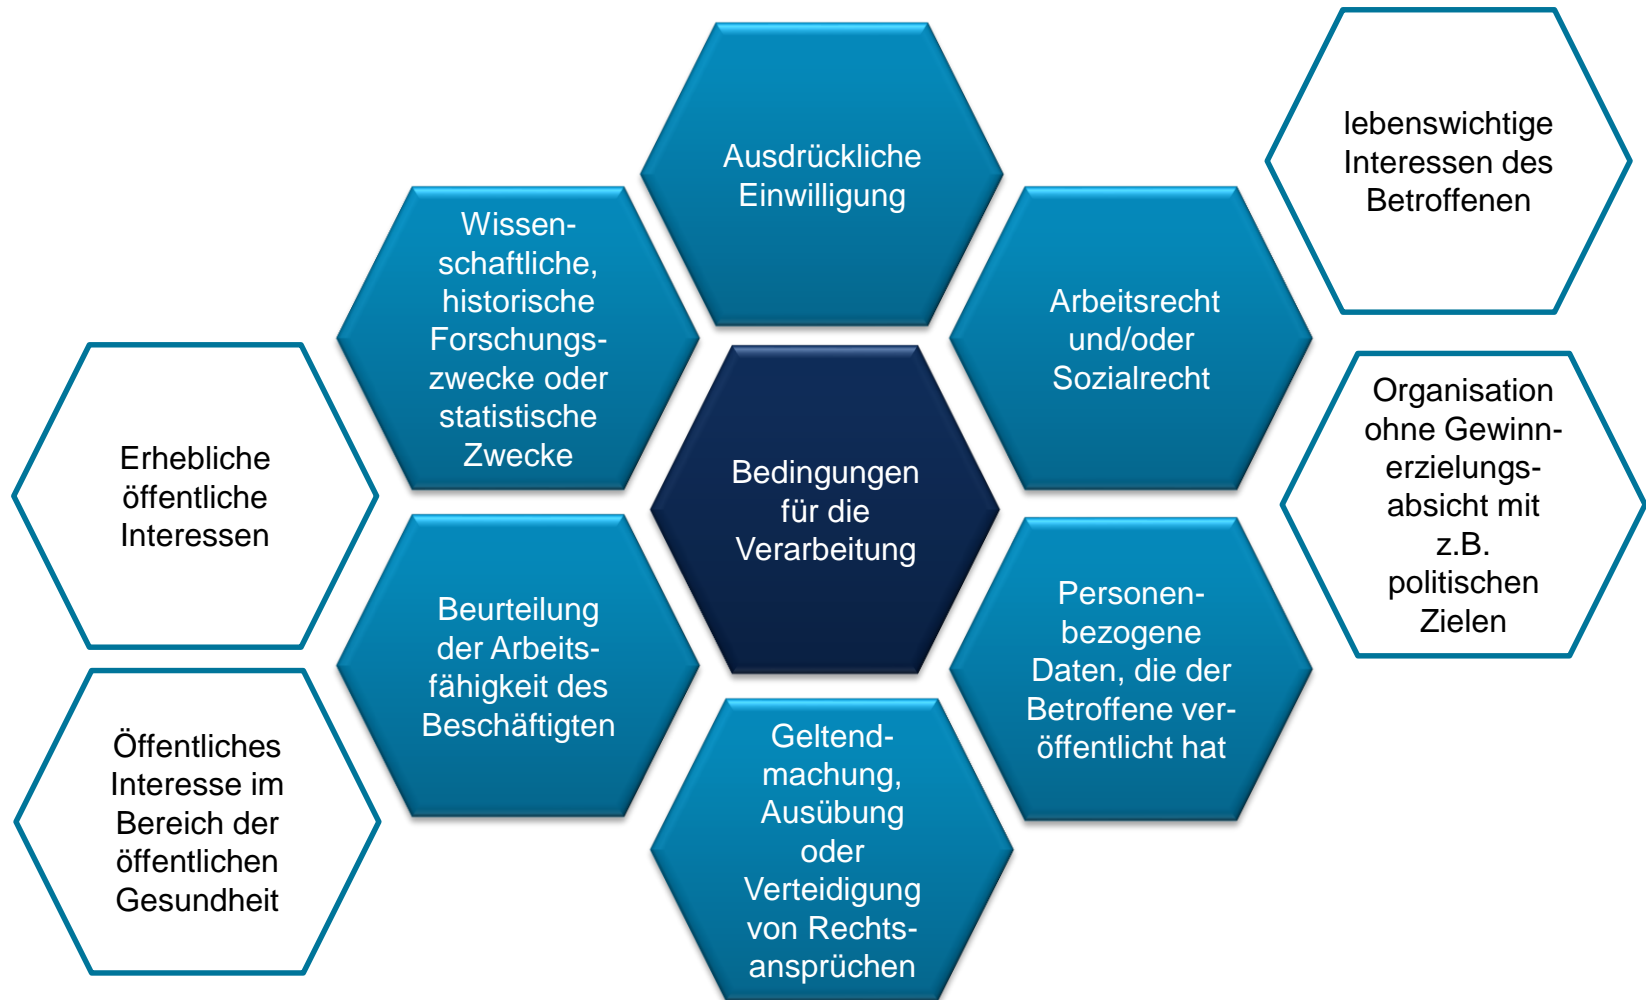 Ausdrückliche
Einwilligung
lebenswichtige
Interessen des
Betroffenen
Wissen-
schaftliche,
historische
Forschungs-
zwecke oder
statistische
Zwecke
Arbeitsrecht
und/oder
Sozialrecht
Erhebliche
öffentliche
Interessen
Bedingungen
für die
Verarbeitung
Organisation
ohne Gewinn-
erzielungs-
absicht mit
z.B.
politischen
Zielen
Beurteilung
der Arbeits-
fähigkeit des
Beschäftigten
Personen-
bezogene
Daten, die der
Betroffene ver-
öffentlicht hat
Öffentliches
Interesse im
Bereich der
öffentlichen
Gesundheit
Geltend-
machung,
Ausübung
oder
Verteidigung
von Rechts-
ansprüchen